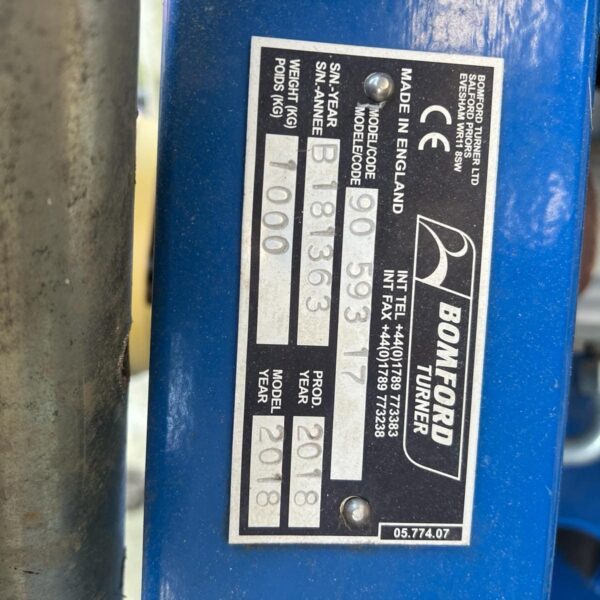 BOMFORD TURNER LTD
SALFORD PRIORS
EVESHAM WR11 8SW
CE
BOMFORD
TURNER
MADE IN ENGLAND
INT TEL +44(0)1789 773383
INT FAX +44(0)1789 773238
MODEL/CODE
MODELE/CODE
90 593 17
S/N.-YEAR
S/N.-ANNEE
B 181363
PROD.
YEAR
2018
WEIGHT (KG)
POIDS (KG)
1000
MODEL
YEAR
2018
05.774.07